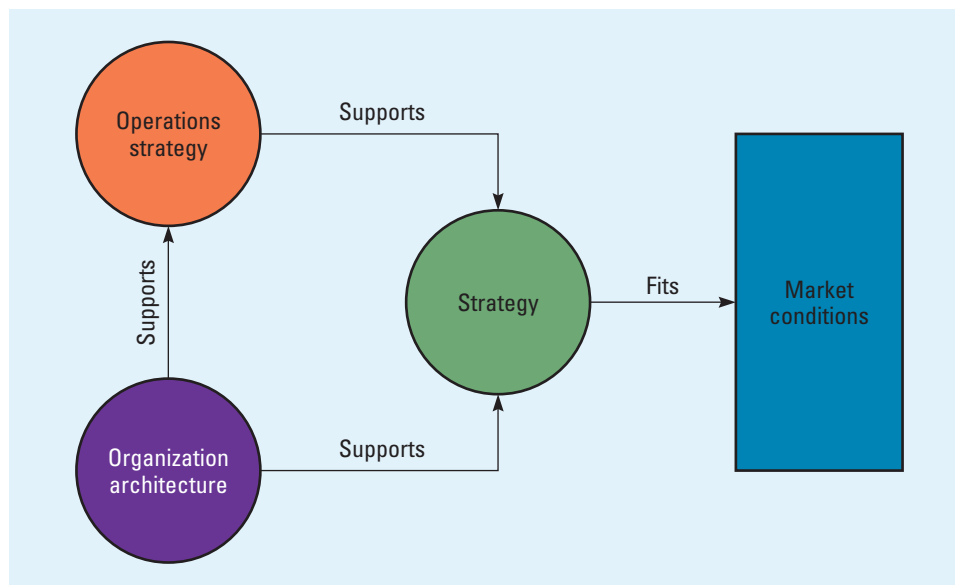 Operations
strategy
Supports
Supports
Strategy
Fits
Market
conditions
Organization
architecture
Supports